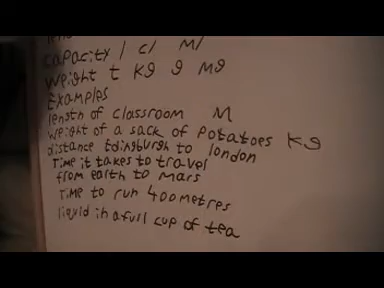 capacity l cl Ml
weight t Kg g Mg
Examples
length of classroom M
weight of a sack of Potatoes Kg
distance Edingburgh to london
Time it takes to travel
from earth to Mars
Time to run 400metres
liquid in a full cup of tea